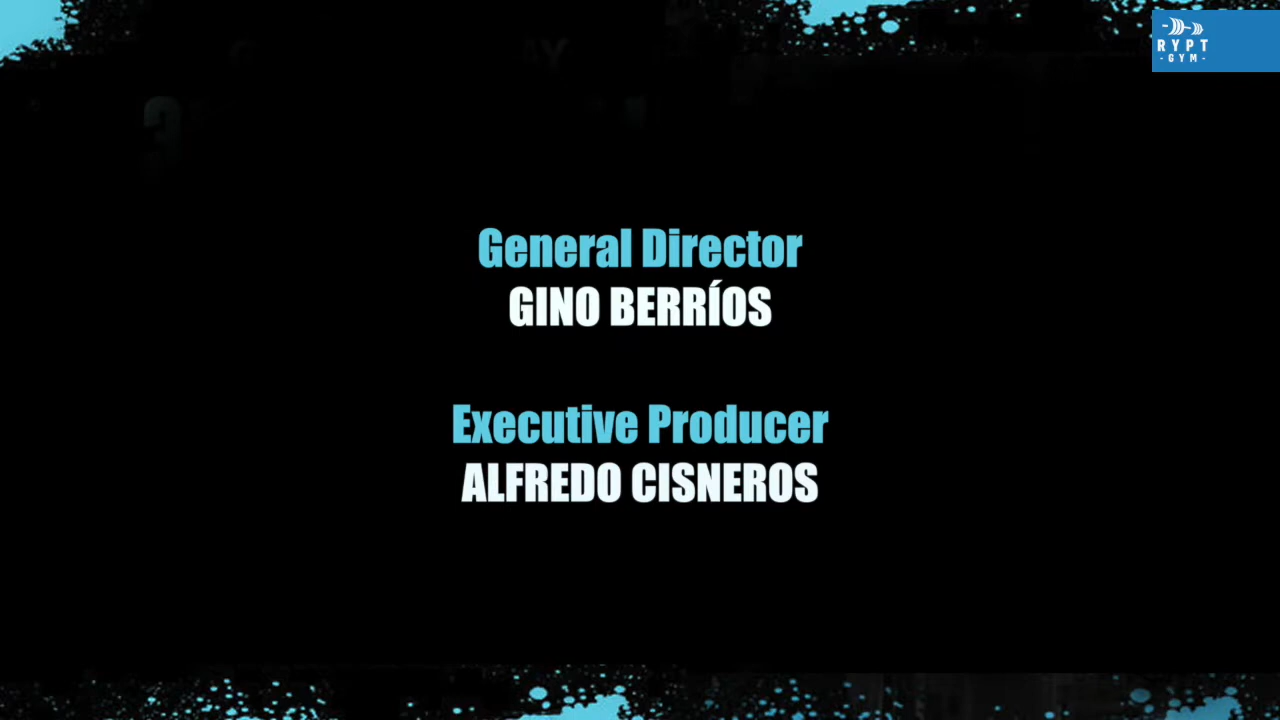 RYPT
-GYM-
General Director
GINO BERRÍOS
Executive Producer
ALFREDO CISNEROS